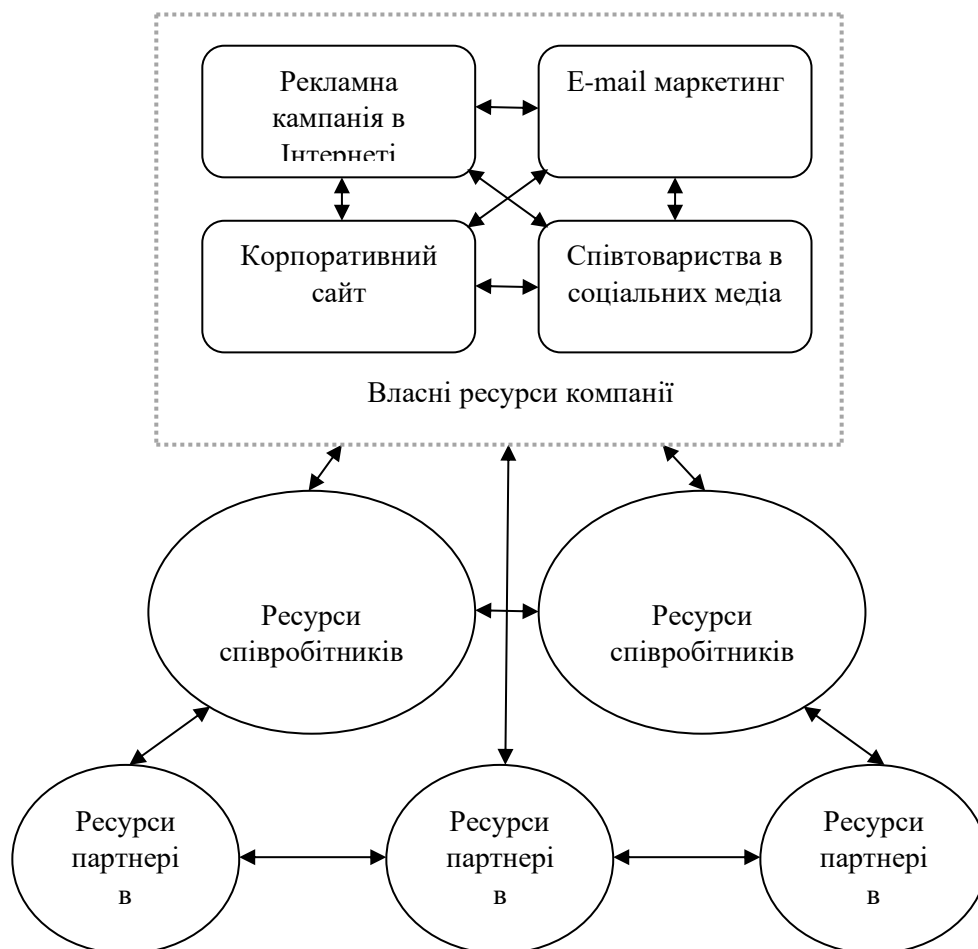 Рекламна
кампанія в
Інтернеті
E-mail маркетинг
Корпоративний
сайт
Співтовариства в
соціальних медіа
Власні ресурси компанії
Ресурси
співробітників
Ресурси
співробітників
Ресурси
партнері
в
Ресурси
партнері
в
Ресурси
партнері
в